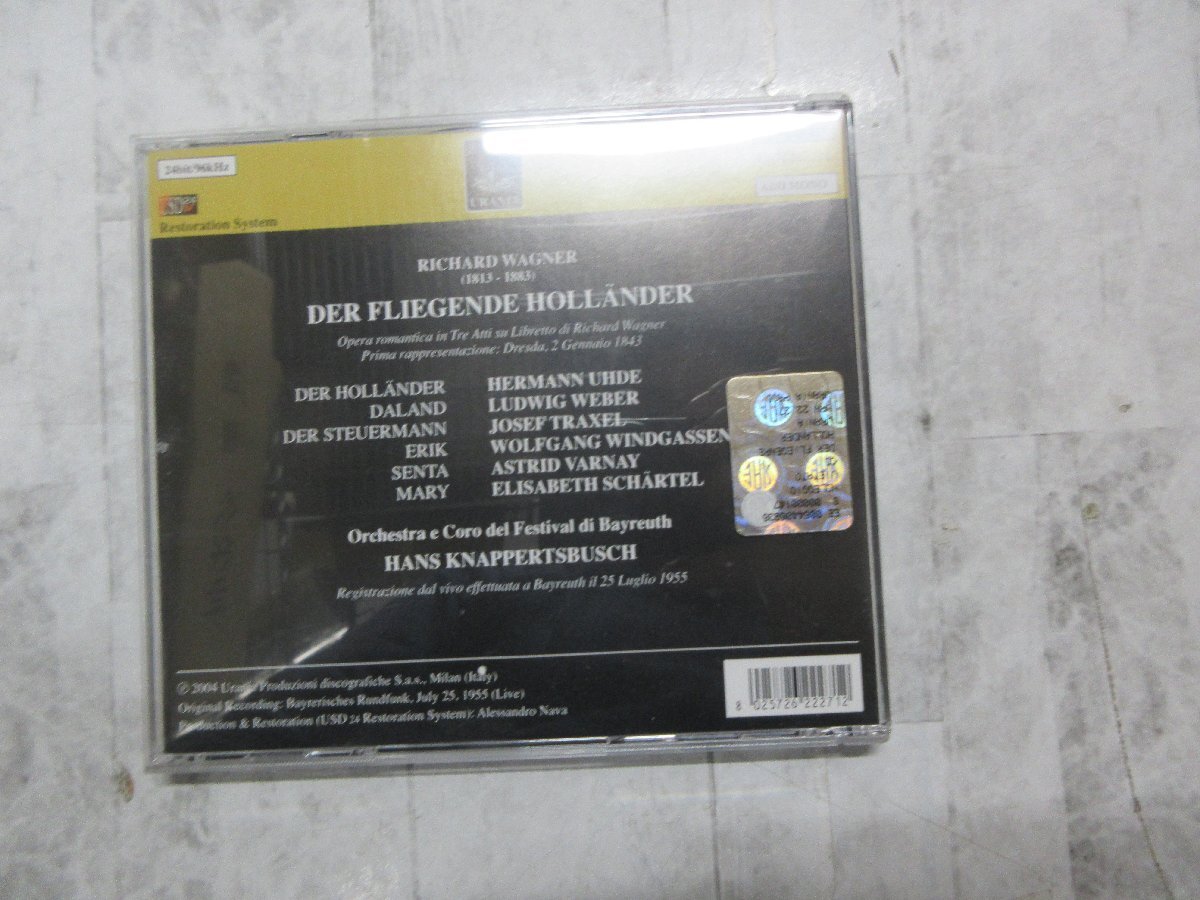 24bit/96kHz
URANIA
ADD MONO
Restoration System
RICHARD WAGNER
(1813 - 1883)
DER FLIEGENDE HOLLÄNDER
Opera romantica in Tre Atti su Libretto di Richard Wagner
Prima rappresentazione: Dresda, 2 Gennaio 1843
DER HOLLÄNDER HERMANN UHDE
DALAND LUDWIG WEBER
DER STEUERMANN JOSEF TRAXEL
ERIK WOLFGANG WINDGASSEN
SENTA ASTRID VARNAY
MARY ELISABETH SCHÄRTEL
Orchestra e Coro del Festival di Bayreuth
HANS KNAPPERTSBUSCH
Registrazione dal vivo effettuata a Bayreuth il 25 Luglio 1955
℗ 2004 Urania Produzioni discografiche S.a.s., Milan (Italy)
Original Recording: Bayerisches Rundfunk, July 25, 1955 (Live)
Production & Restoration (USD 24 Restoration System): Alessandro Nava
8 025726 222712